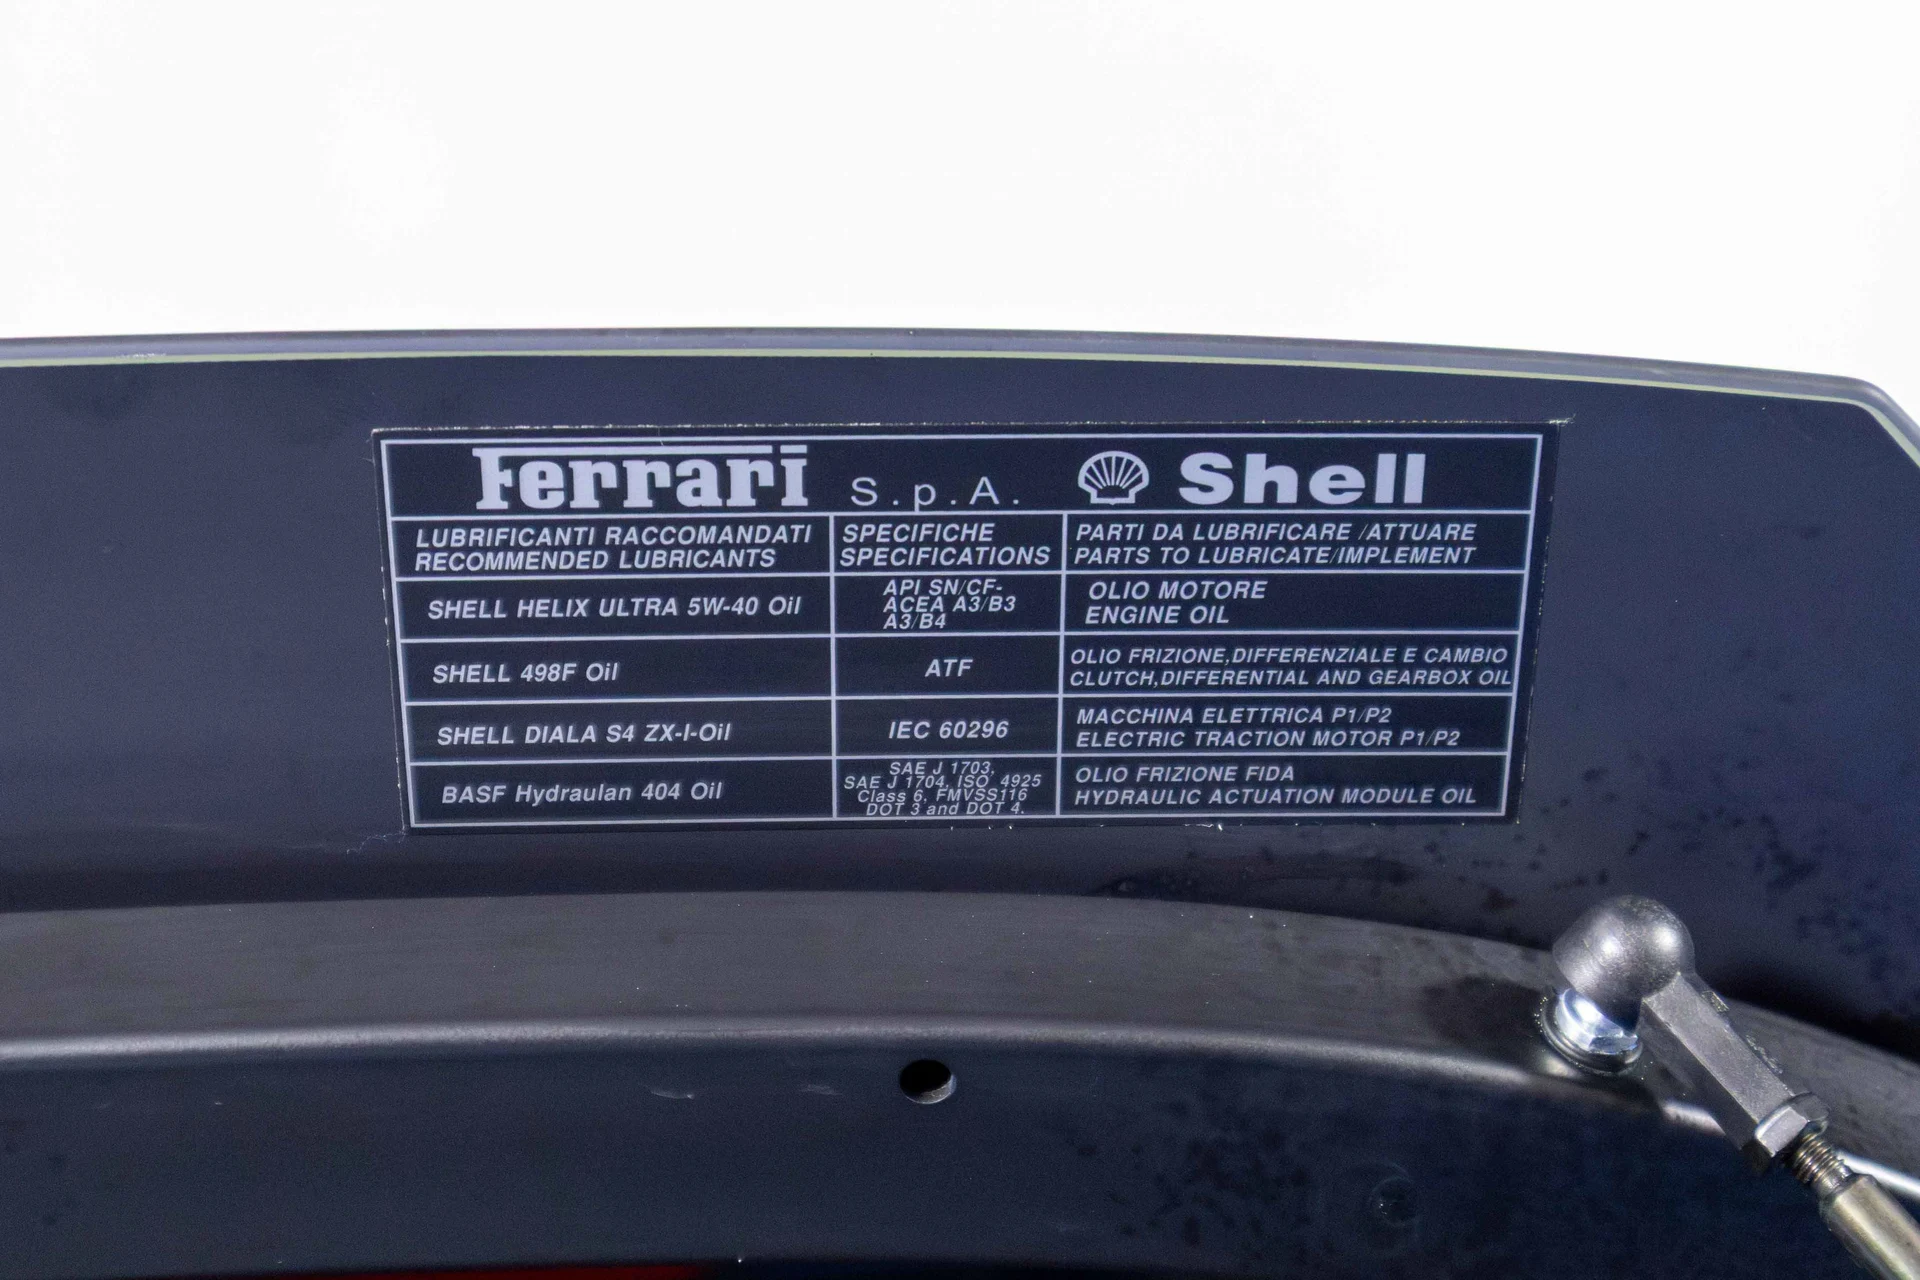 Ferrari S.p.A. Shell
LUBRIFICANTI RACCOMANDATI
RECOMMENDED LUBRICANTS
SPECIFICHE
SPECIFICATIONS
PARTI DA LUBRIFICARE /ATTUARE
PARTS TO LUBRICATE/IMPLEMENT
SHELL HELIX ULTRA 5W-40 Oil
API SN/CF-
ACEA A3/B3
A3/B4
OLIO MOTORE
ENGINE OIL
SHELL 498F Oil
ATF
OLIO FRIZIONE,DIFFERENZIALE E CAMBIO
CLUTCH,DIFFERENTIAL AND GEARBOX OIL
SHELL DIALA S4 ZX-I-Oil
IEC 60296
MACCHINA ELETTRICA P1/P2
ELECTRIC TRACTION MOTOR P1/P2
BASF Hydraulan 404 Oil
SAE J 1703,
SAE J 1704, ISO 4925
Class 6, FMVSS116
DOT 3 and DOT 4.
OLIO FRIZIONE FIDA
HYDRAULIC ACTUATION MODULE OIL